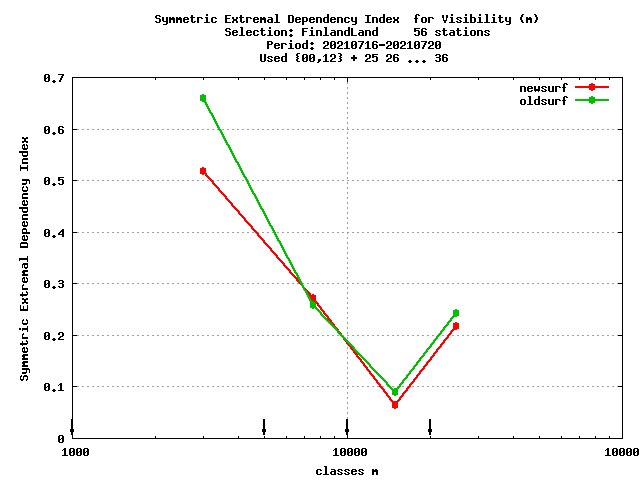 Symmetric Extremal Dependency Index  for Visibility (m)
Selection: FinlandLand     56 stations
Period: 20210716-20210720
Used {00,12} + 25 26 ... 36
newsurf
oldsurf
Symmetric Extremal Dependency Index
0.7
0.6
0.5
0.4
0.3
0.2
0.1
0
1000
10000
10000
classes m